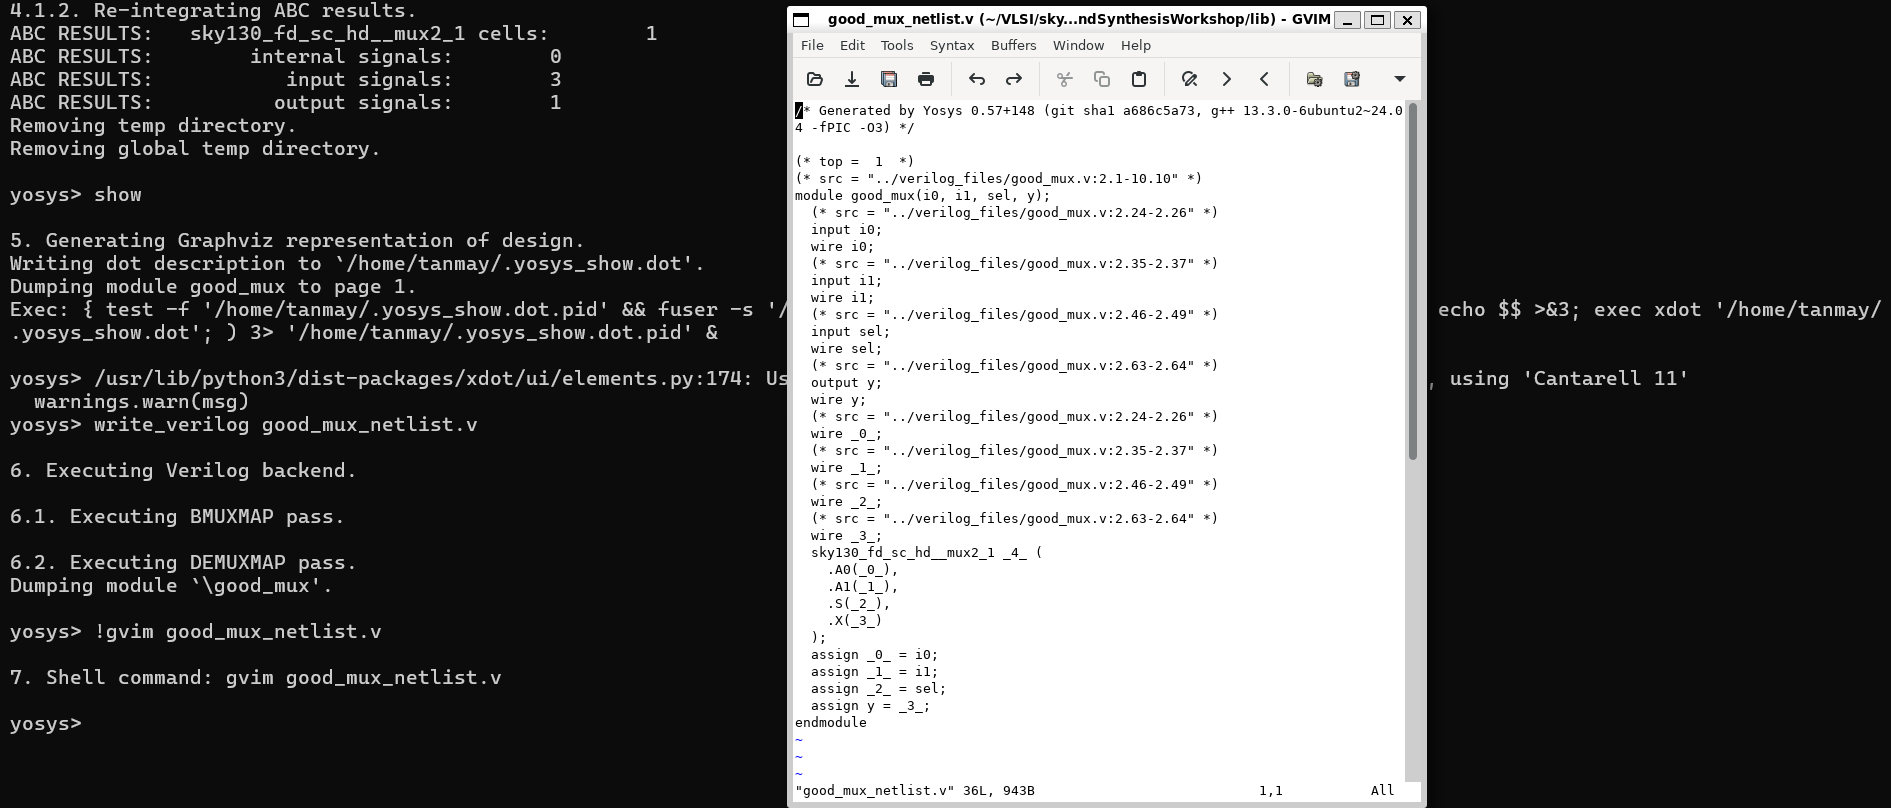 4.1.2. Re-integrating ABC results.
ABC RESULTS:   sky130_fd_sc_hd__mux2_1 cells:        1
ABC RESULTS:        internal signals:        0
ABC RESULTS:           input signals:        3
ABC RESULTS:          output signals:        1
Removing temp directory.
Removing global temp directory.
yosys> show
5. Generating Graphviz representation of design.
Writing dot description to `/home/tanmay/.yosys_show.dot'.
Dumping module good_mux to page 1.
Exec: { test -f '/home/tanmay/.yosys_show.dot.pid' && fuser -s '/ echo $$ >&3; exec xdot '/home/tanmay/
.yosys_show.dot'; ) 3> '/home/tanmay/.yosys_show.dot.pid' &
yosys> /usr/lib/python3/dist-packages/xdot/ui/elements.py:174: Us , using 'Cantarell 11'
  warnings.warn(msg)
yosys> write_verilog good_mux_netlist.v
6. Executing Verilog backend.
6.1. Executing BMUXMAP pass.
6.2. Executing DEMUXMAP pass.
Dumping module `\good_mux'.
yosys> !gvim good_mux_netlist.v
7. Shell command: gvim good_mux_netlist.v
yosys>
good_mux_netlist.v (~/VLSI/sky...ndSynthesisWorkshop/lib) - GVIM
File Edit Tools Syntax Buffers Window Help
/* Generated by Yosys 0.57+148 (git sha1 a686c5a73, g++ 13.3.0-6ubuntu2~24.0
4 -fPIC -O3) */
(* top =  1  *)
(* src = "../verilog_files/good_mux.v:2.1-10.10" *)
module good_mux(i0, i1, sel, y);
  (* src = "../verilog_files/good_mux.v:2.24-2.26" *)
  input i0;
  wire i0;
  (* src = "../verilog_files/good_mux.v:2.35-2.37" *)
  input i1;
  wire i1;
  (* src = "../verilog_files/good_mux.v:2.46-2.49" *)
  input sel;
  wire sel;
  (* src = "../verilog_files/good_mux.v:2.63-2.64" *)
  output y;
  wire y;
  (* src = "../verilog_files/good_mux.v:2.24-2.26" *)
  wire _0_;
  (* src = "../verilog_files/good_mux.v:2.35-2.37" *)
  wire _1_;
  (* src = "../verilog_files/good_mux.v:2.46-2.49" *)
  wire _2_;
  (* src = "../verilog_files/good_mux.v:2.63-2.64" *)
  wire _3_;
  sky130_fd_sc_hd__mux2_1 _4_ (
    .A0(_0_),
    .A1(_1_),
    .S(_2_),
    .X(_3_)
  );
  assign _0_ = i0;
  assign _1_ = i1;
  assign _2_ = sel;
  assign y = _3_;
endmodule
~
~
~
"good_mux_netlist.v" 36L, 943B 1,1 All